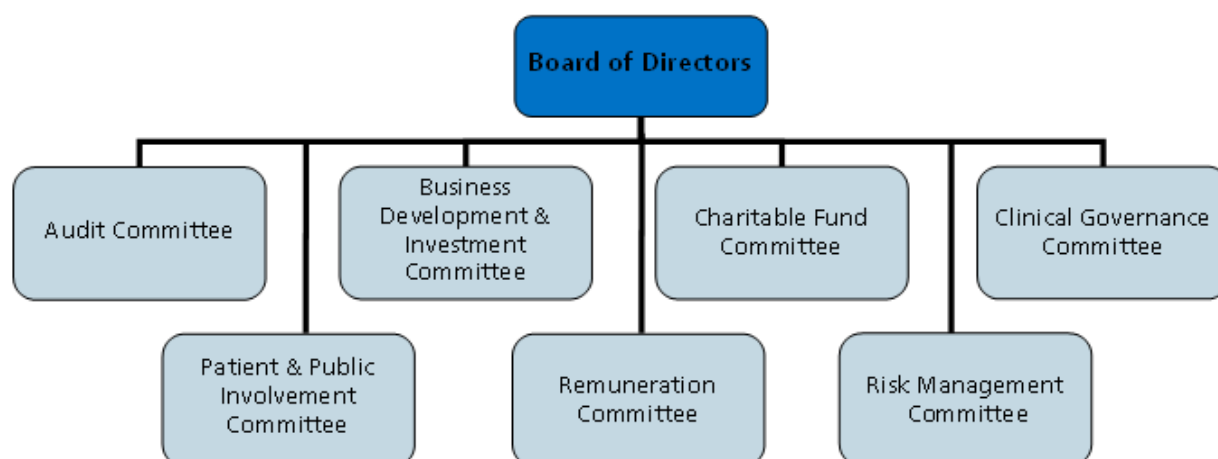 Board of Directors
Audit Committee
Business
Development &
Investment
Committee
Charitable Fund
Committee
Clinical Governance
Committee
Patient & Public
Involvement
Committee
Remuneration
Committee
Risk Management
Committee